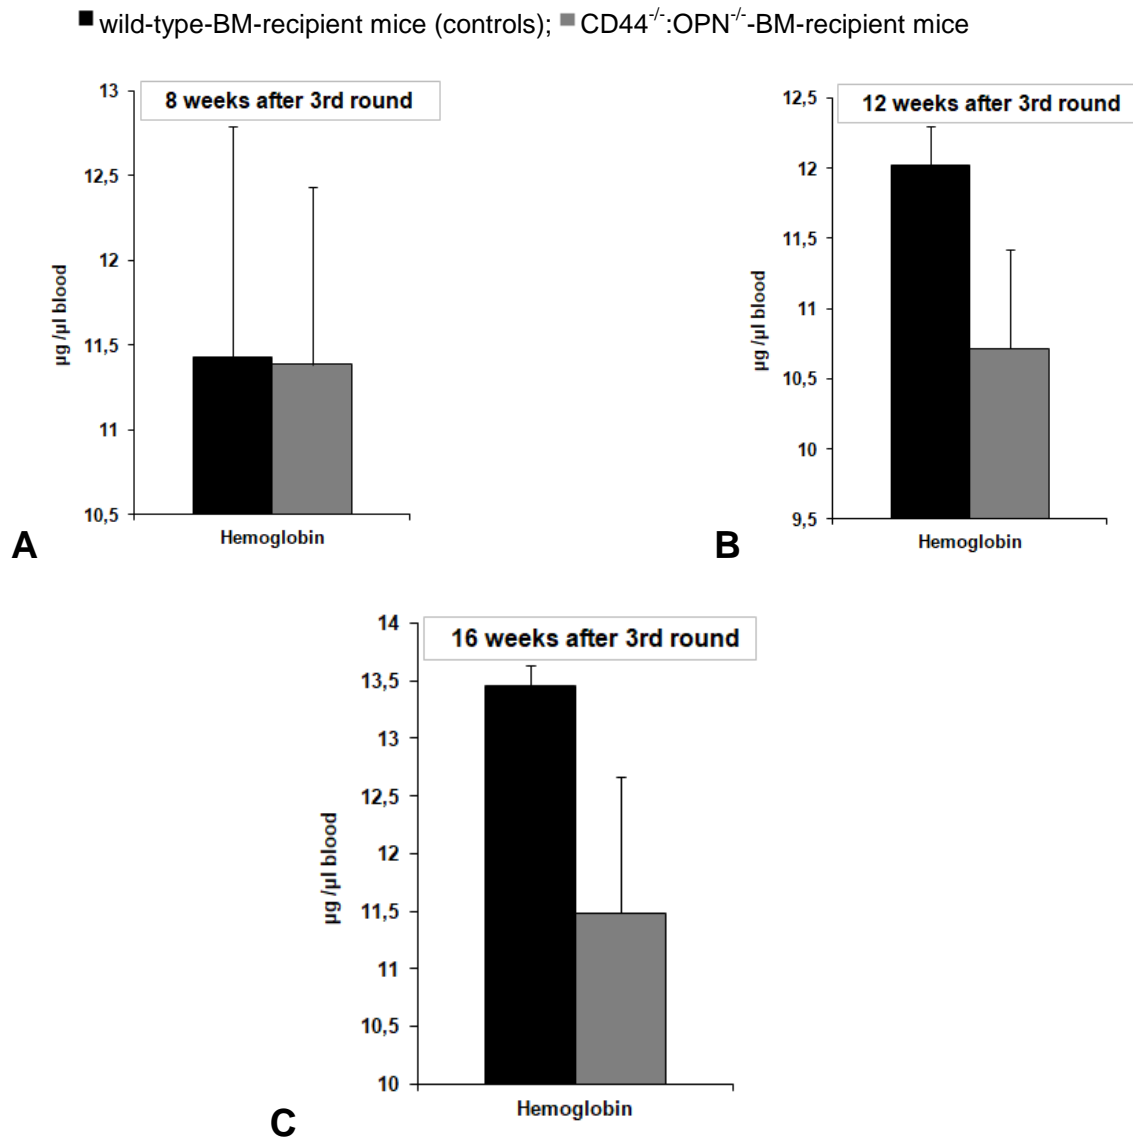 wild-type-BM-recipient mice (controls); CD44-/-:OPN-/--BM-recipient mice
8 weeks after 3rd round
13
12,5
12
11,5
11
10,5
µg /µl blood
Hemoglobin
A
12 weeks after 3rd round
12,5
12
11,5
11
10,5
10
9,5
µg /µl blood
Hemoglobin
B
16 weeks after 3rd round
14
13,5
13
12,5
12
11,5
11
10,5
10
µg /µl blood
Hemoglobin
C